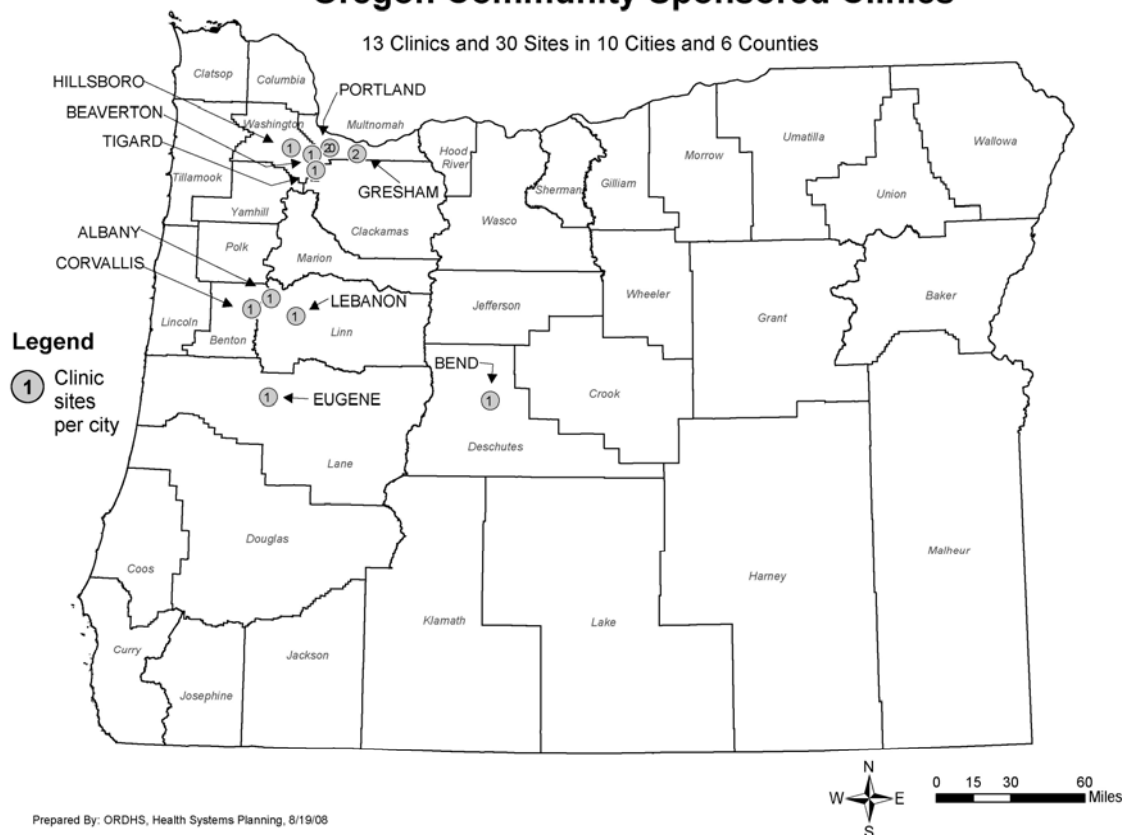 Oregon Community Sponsored Clinics
13 Clinics and 30 Sites in 10 Cities and 6 Counties
Clatsop
Columbia
HILLSBORO
PORTLAND
BEAVERTON
Washington
Multnomah
TIGARD
1
1
20
2
1
GRESHAM
Hood
River
Sherman
Gilliam
Morrow
Umatilla
Union
Wallowa
Tillamook
Yamhill
Clackamas
Wasco
ALBANY
Polk
Marion
CORVALLIS
1
1
1
LEBANON
Lincoln
Benton
Linn
Jefferson
Wheeler
Grant
Baker
Legend
1 Clinic
sites
per city
BEND
1
EUGENE
1
Crook
Deschutes
Lane
Douglas
Coos
Curry
Josephine
Jackson
Klamath
Lake
Harney
Malheur
N
W E
S
0 15 30 60
Miles
Prepared By: ORDHS, Health Systems Planning, 8/19/08